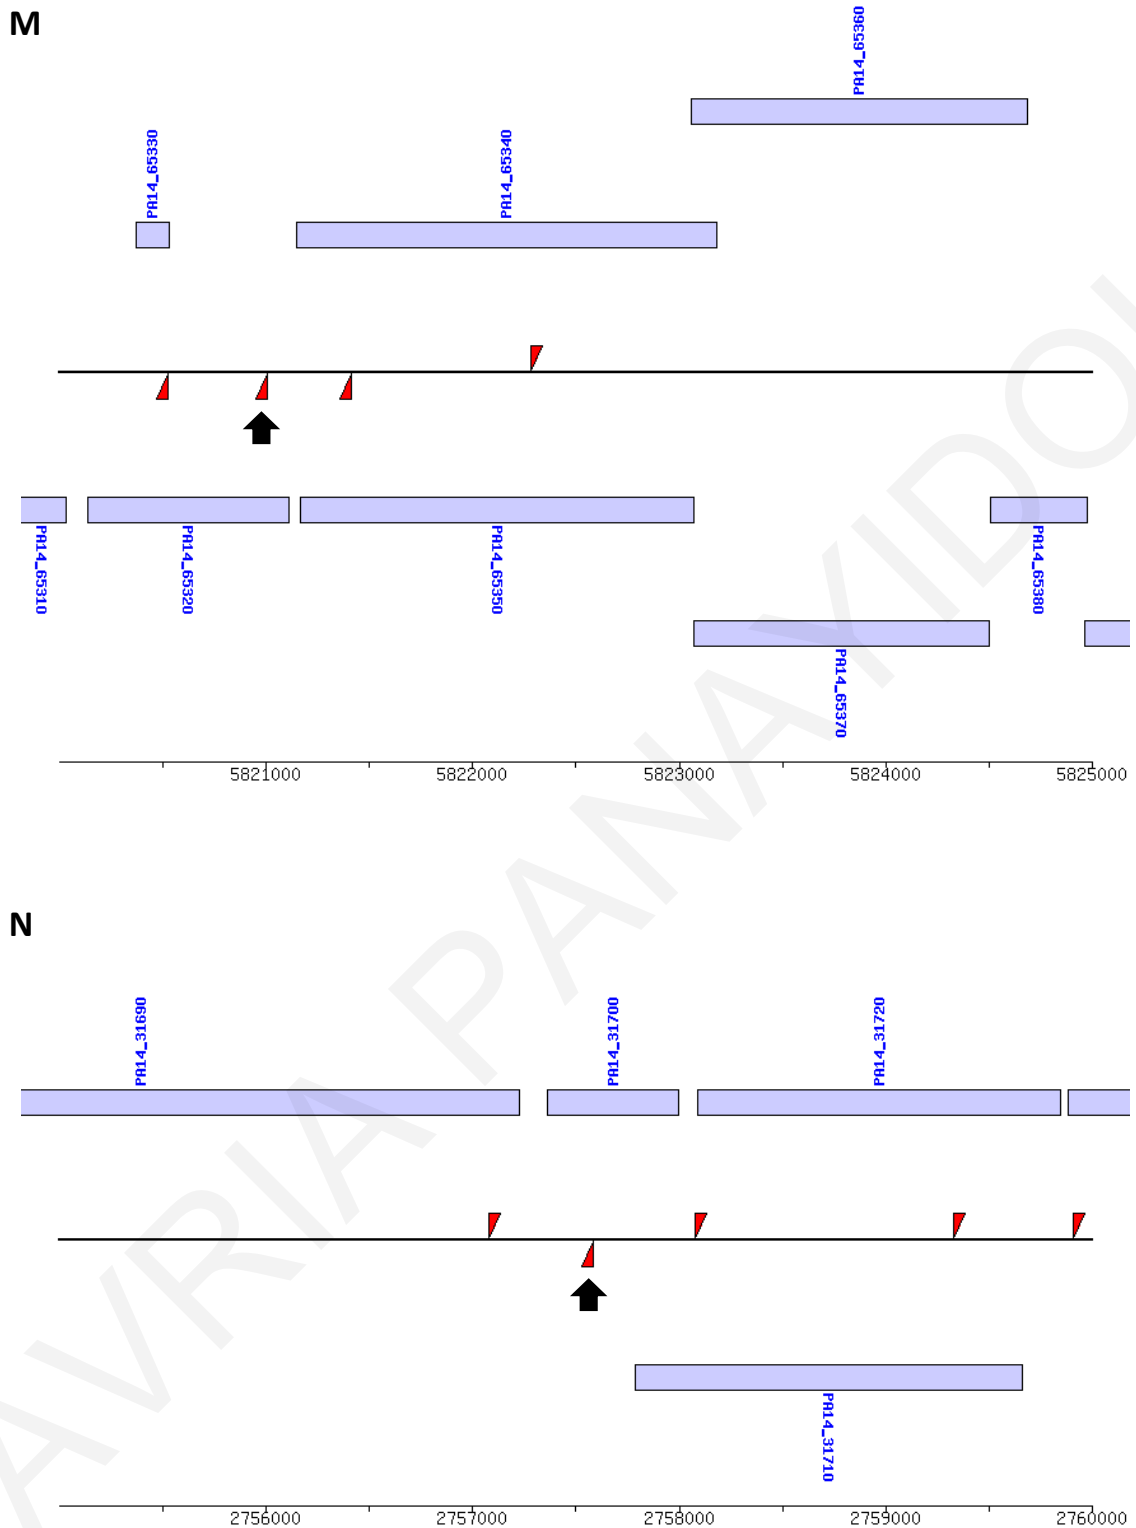 M
PA14_65360
PA14_65330
PA14_65340
PA14_65310
PA14_65320
PA14_65350
PA14_65380
PA14_65370
5821000 5822000 5823000 5824000 5825000
N
PA14_31690
PA14_31700
PA14_31720
PA14_31710
2756000 2757000 2758000 2759000 2760000
AVRIA PANAYIDOU